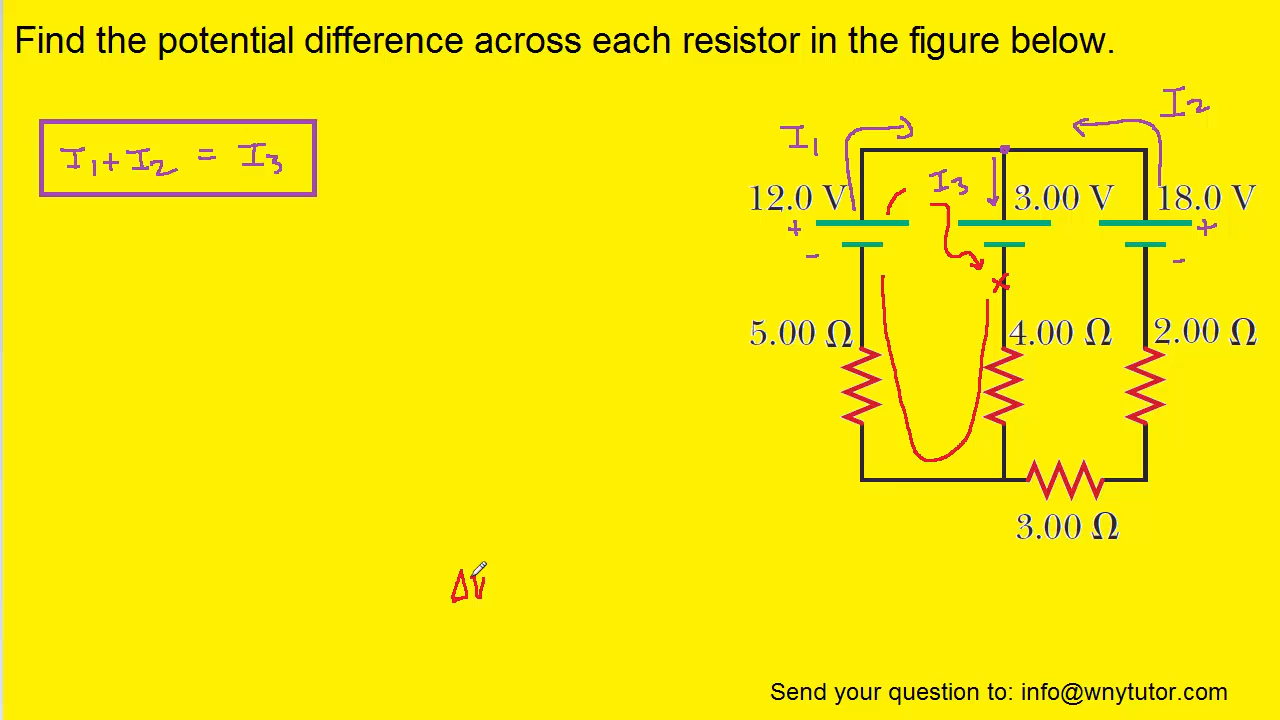 Find the potential difference across each resistor in the figure below.
I₁ + I₂ = I₃
I₁
I₂
I₃
12.0 V
3.00 V
18.0 V
+
-
+
-
5.00 Ω
4.00 Ω
2.00 Ω
3.00 Ω
ΔV
Send your question to: info@wnytutor.com